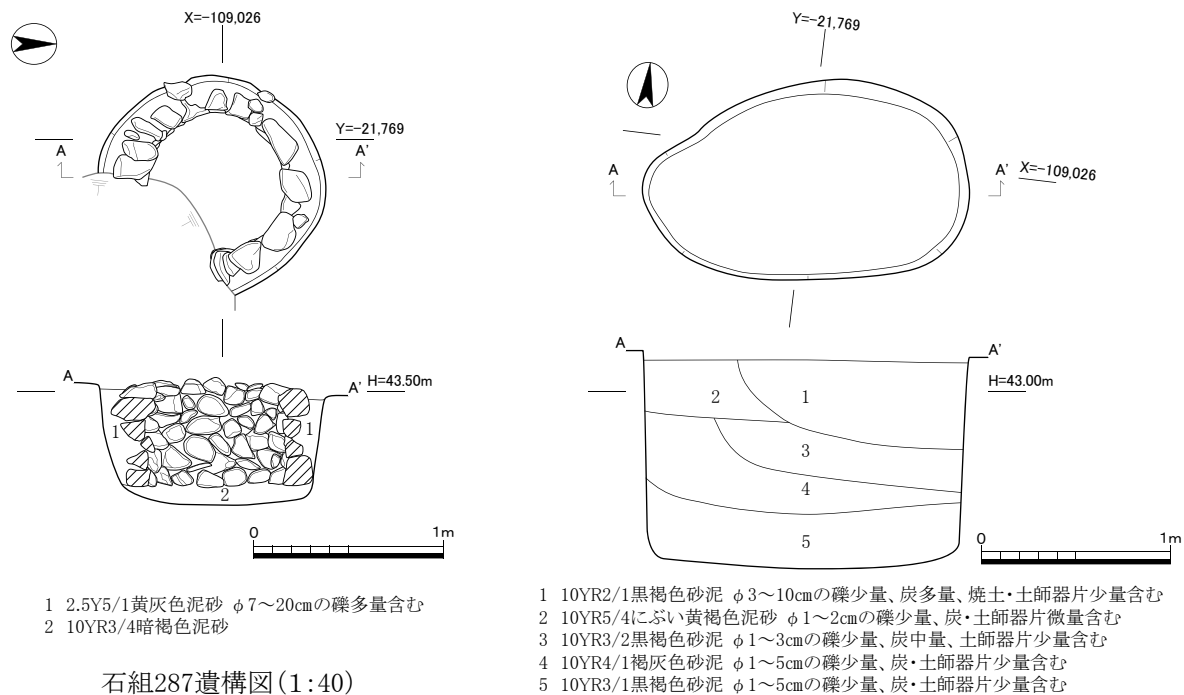 X=-109,026
Y=-21,769
A
A'
A
A'
H=43.50m
1
1
2
0
1m
1 2.5Y5/1黄灰色泥砂 φ7～20㎝の礫多量含む
2 10YR3/4暗褐色泥砂
石組287遺構図(1:40)
Y=-21,769
A
A'
X=-109,026
A
A'
H=43.00m
2
1
3
4
5
0
1m
1 10YR2/1黒褐色砂泥 φ3～10㎝の礫少量、炭多量、焼土・土師器片少量含む
2 10YR5/4にぶい黄褐色泥砂 φ1～2㎝の礫少量、炭・土師器片微量含む
3 10YR3/2黒褐色砂泥 φ1～3㎝の礫少量、炭中量、土師器片少量含む
4 10YR4/1褐灰色砂泥 φ1～5㎝の礫少量、炭・土師器片少量含む
5 10YR3/1黒褐色砂泥 φ1～5㎝の礫少量、炭・土師器片少量含む